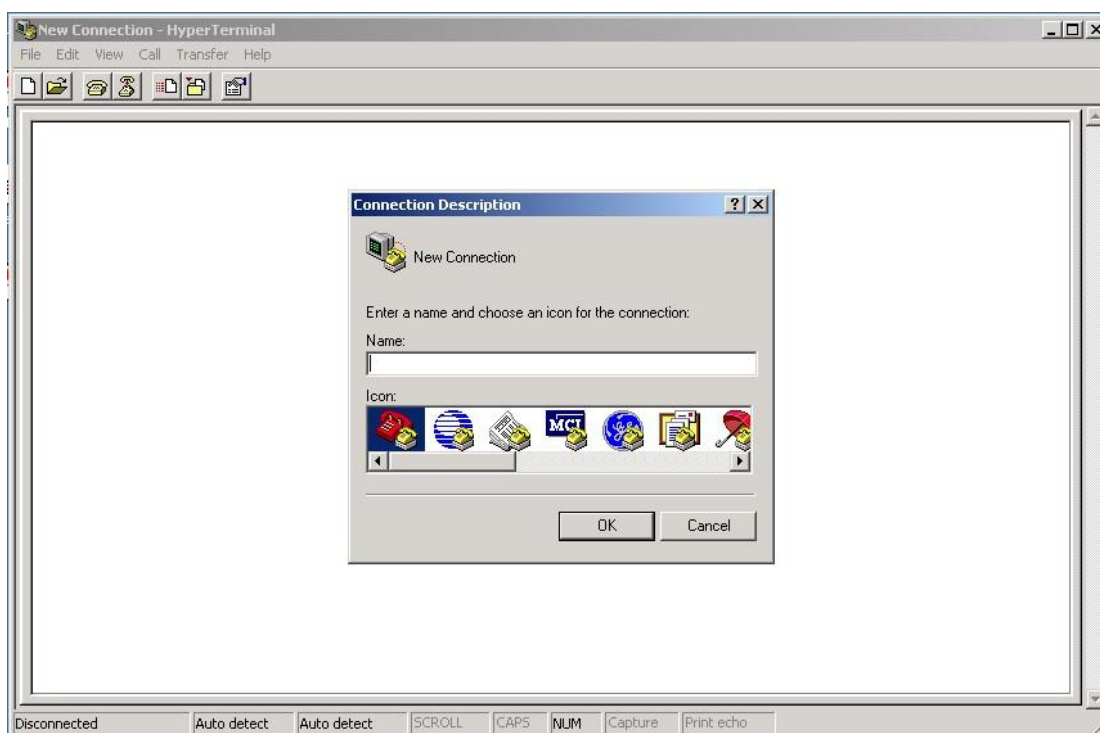 New Connection - HyperTerminal
File Edit View Call Transfer Help
Connection Description
New Connection
Enter a name and choose an icon for the connection:
Name:
Icon:
MCI
OK Cancel
Disconnected Auto detect Auto detect SCROLL CAPS NUM Capture Print echo